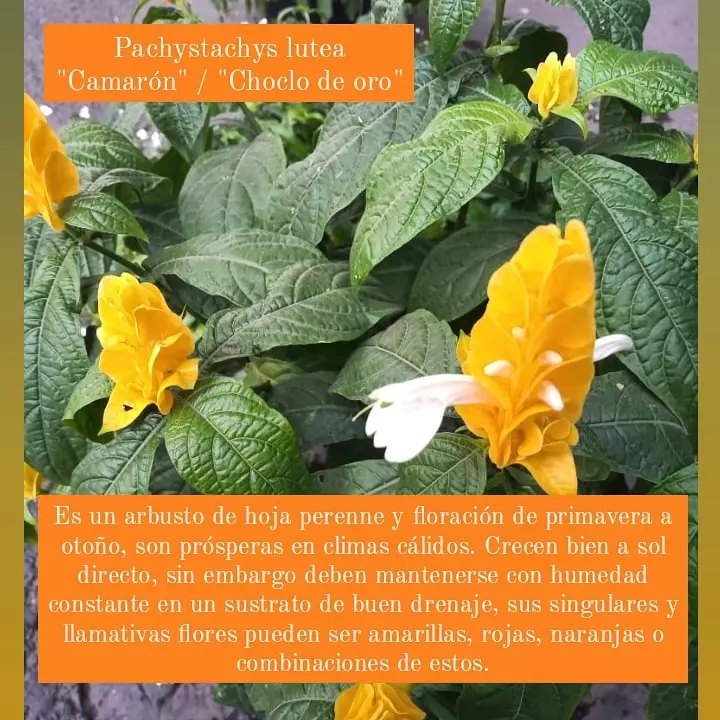 Pachystachys lutea
"Camarón" / "Choclo de oro"
Es un arbusto de hoja perenne y floración de primavera a
otoño, son prósperas en climas cálidos. Crecen bien a sol
directo, sin embargo deben mantenerse con humedad
constante en un sustrato de buen drenaje, sus singulares y
llamativas flores pueden ser amarillas, rojas, naranjas o
combinaciones de estos.